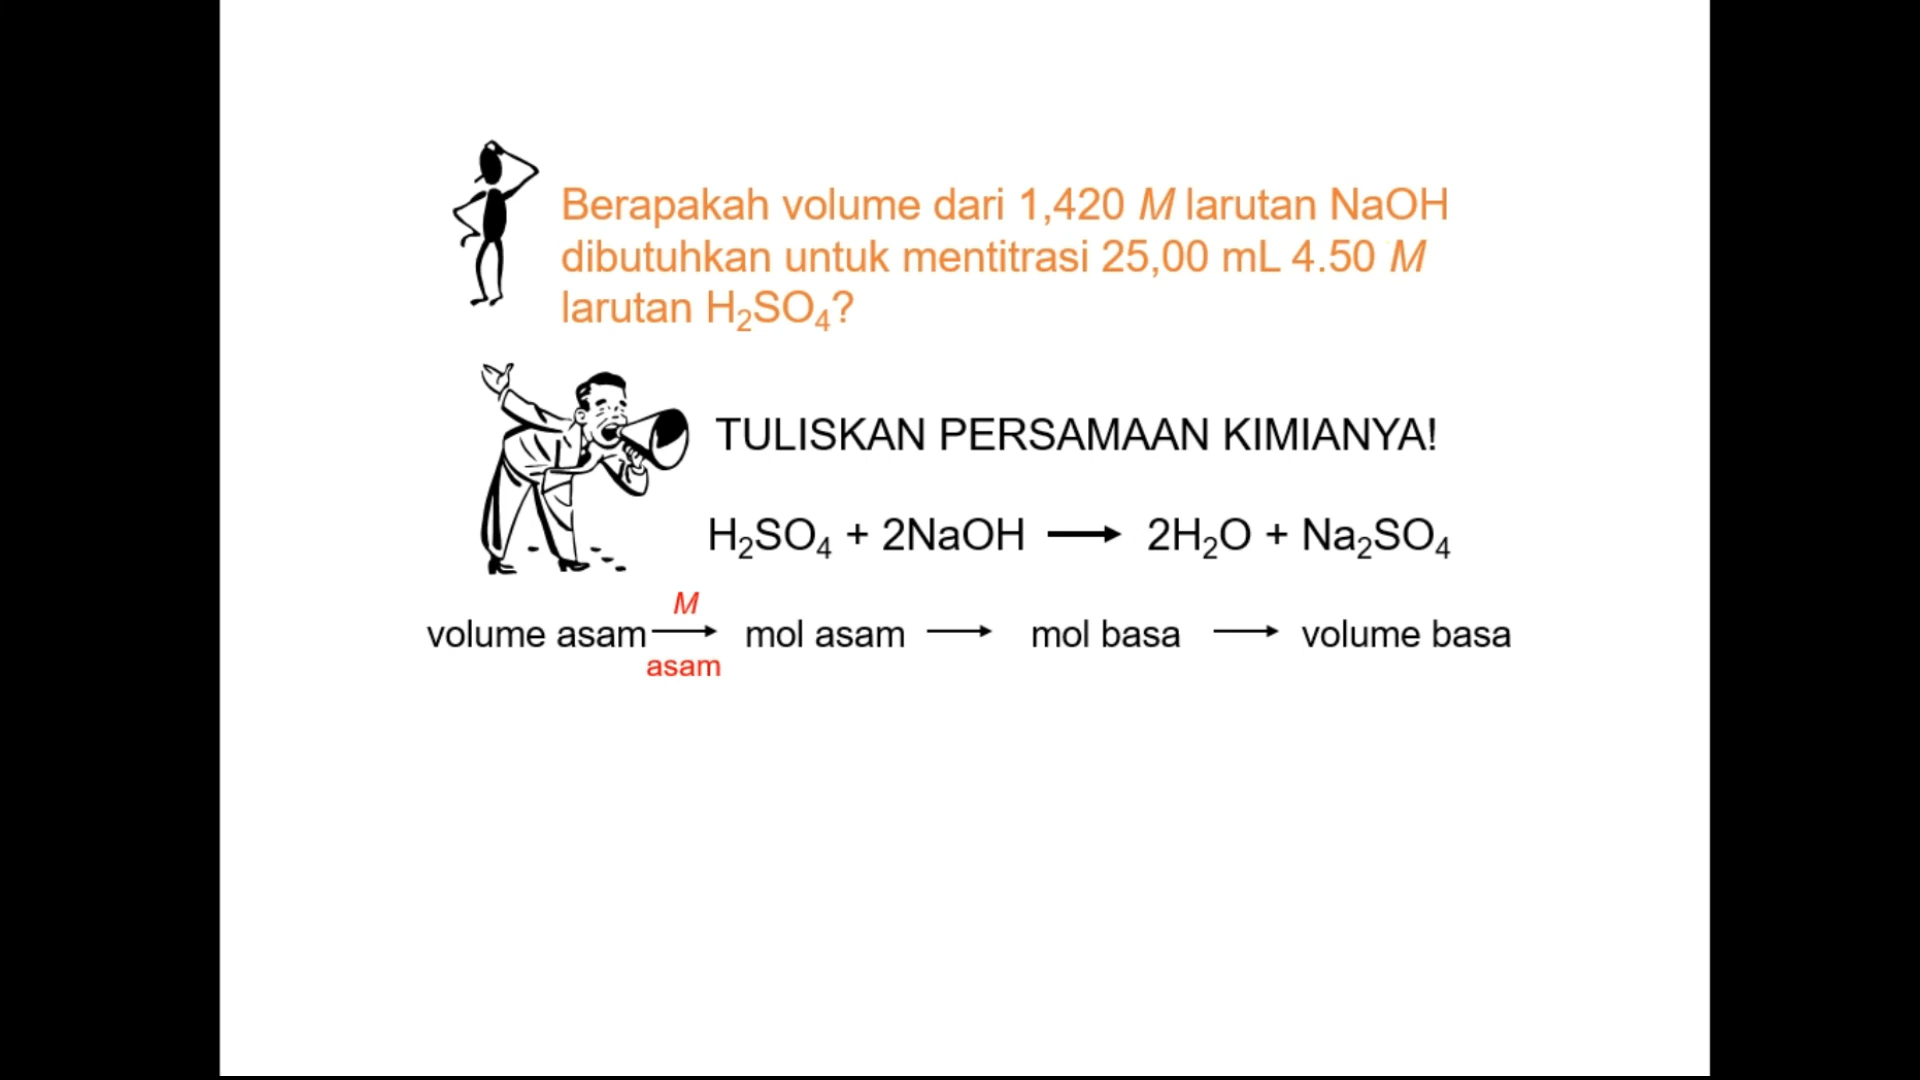 Berapakah volume dari 1,420 M larutan NaOH
dibutuhkan untuk mentitrasi 25,00 mL 4.50 M
larutan H₂SO₄?
TULISKAN PERSAMAAN KIMIANYA!
H₂SO₄ + 2NaOH ⟶ 2H₂O + Na₂SO₄
M
volume asam ⟶ mol asam ⟶ mol basa ⟶ volume basa
asam